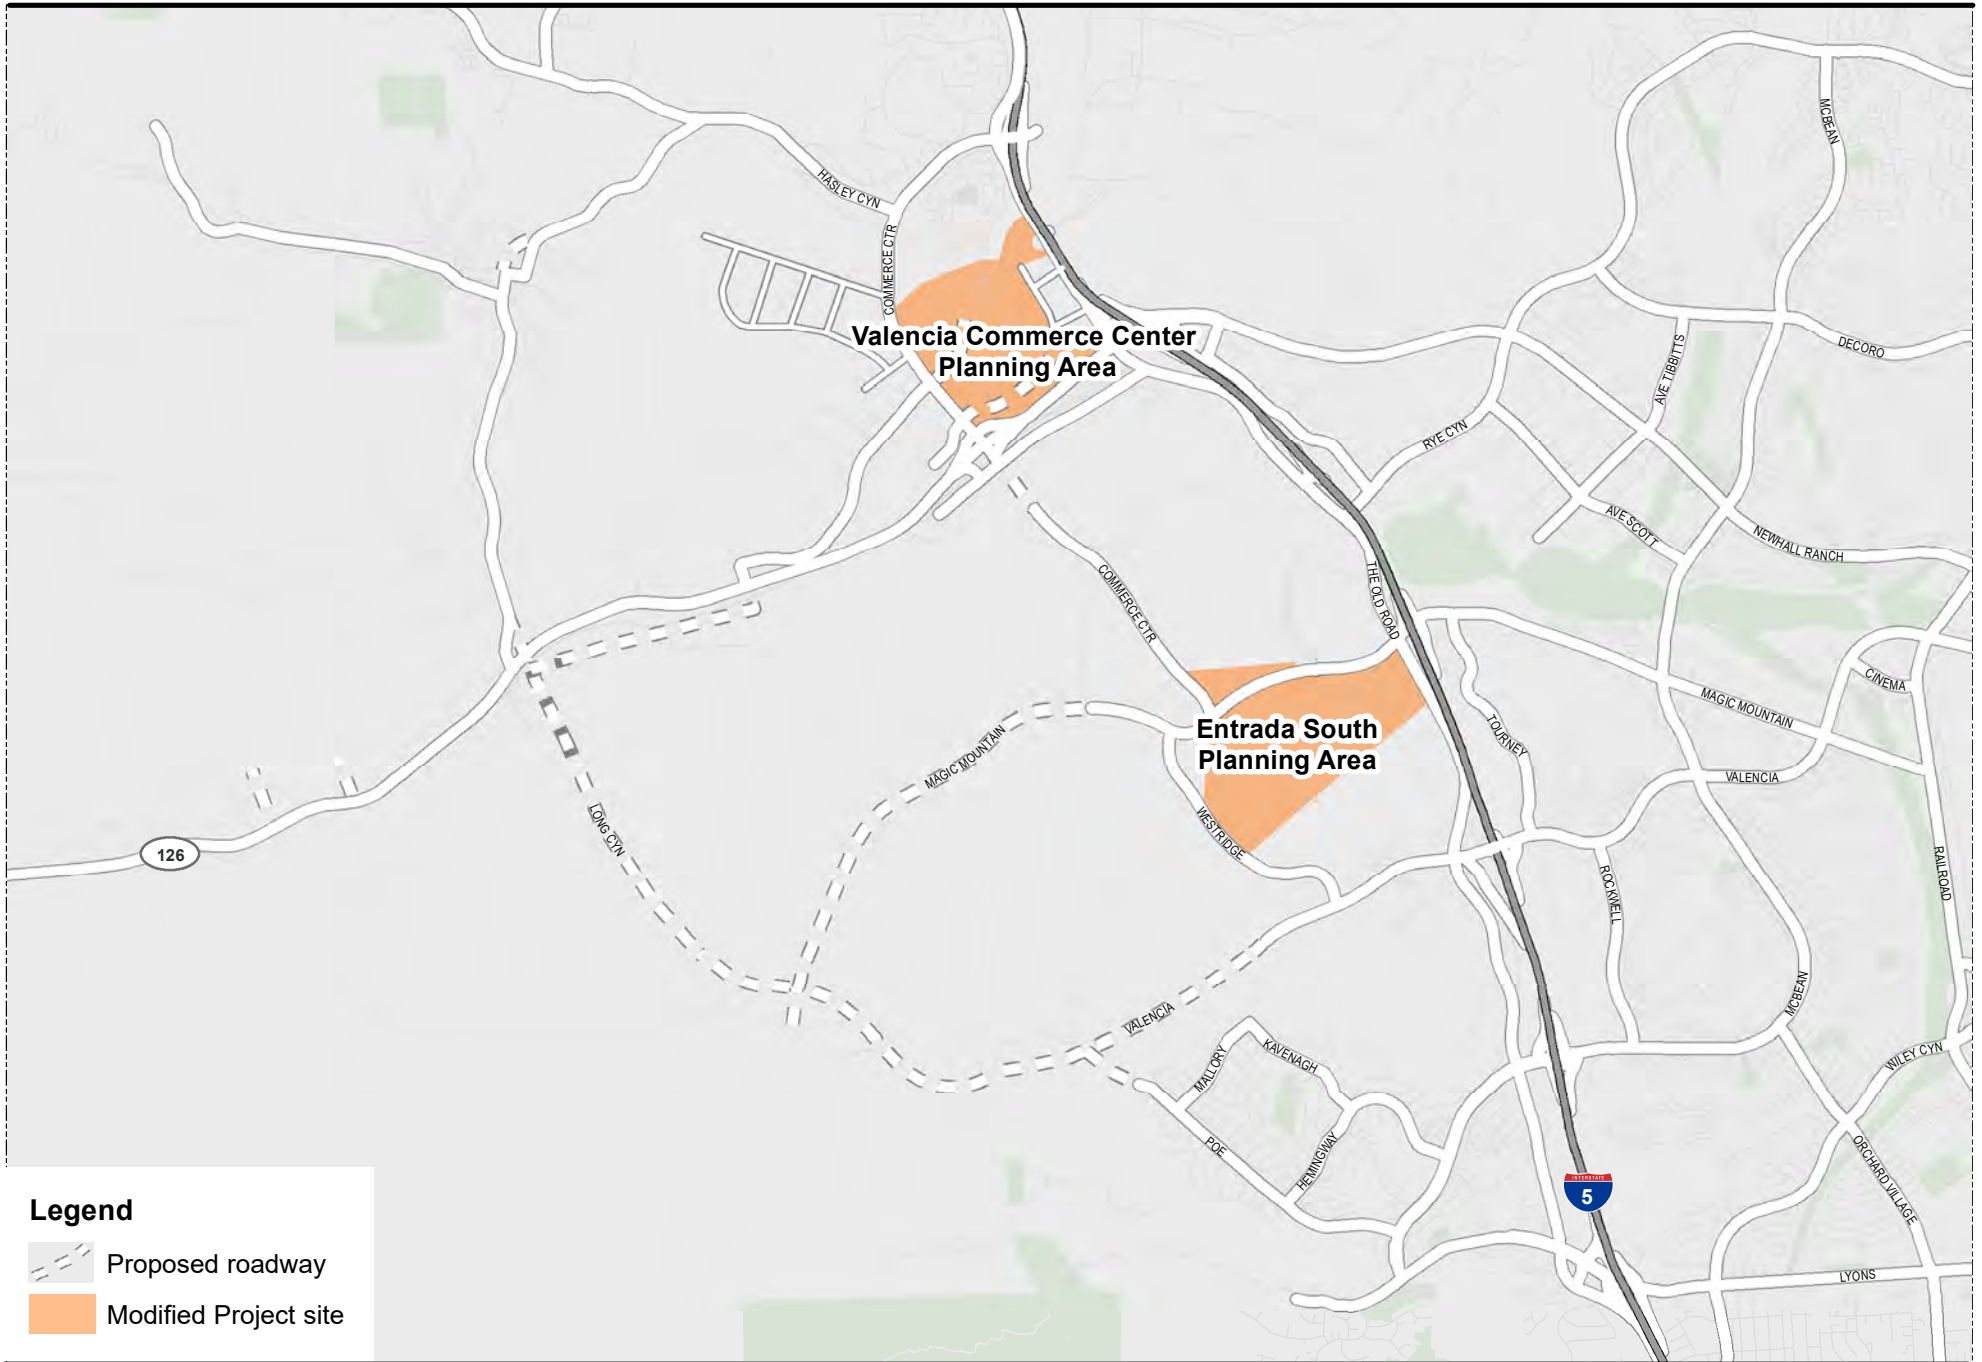 MCBEAN
HASLEY CYN
COMMERCE CTR
Valencia Commerce Center
Planning Area
AVE TIBBITTS
DECORO
RYE CYN
AVE SCOTT
NEWHALL RANCH
COMMERCE CTR
THE OLD ROAD
CINEMA
MAGIC MOUNTAIN
TOURNEY
Entrada South
Planning Area
MAGIC MOUNTAIN
VALENCIA
WESTRIDGE
LONG CYN
126
ROCKWELL
RAILROAD
MCBEAN
VALENCIA
MALLORY
KAVENAGH
WILEY CYN
POE
HEMINGWAY
ORCHARD VILLAGE
INTERSTATE
5
LYONS
Legend
Proposed roadway
Modified Project site